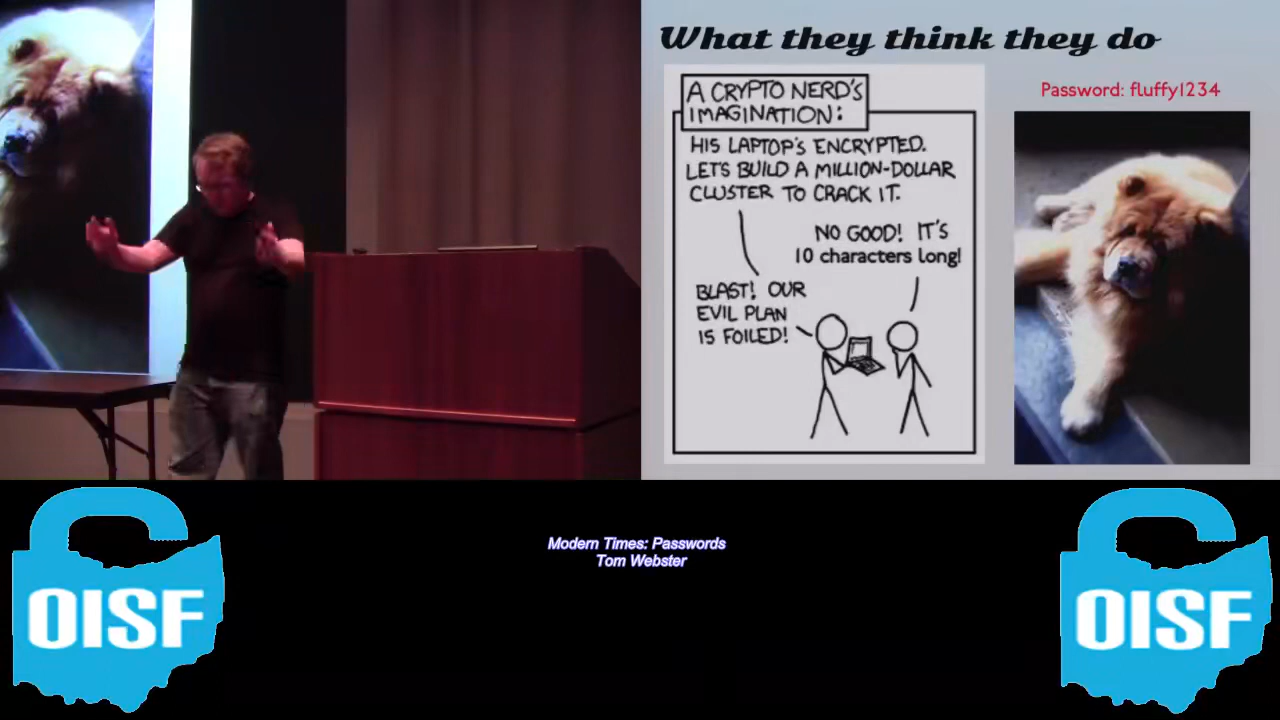 What they think they do
A CRYPTO NERD'S
IMAGINATION:
HIS LAPTOP'S ENCRYPTED.
LET'S BUILD A MILLION-DOLLAR
CLUSTER TO CRACK IT.
NO GOOD! IT'S
10 characters long!
BLAST! OUR
EVIL PLAN
IS FOILED!
Password: fluffy1234
Modern Times: Passwords
Tom Webster
OISF
OISF